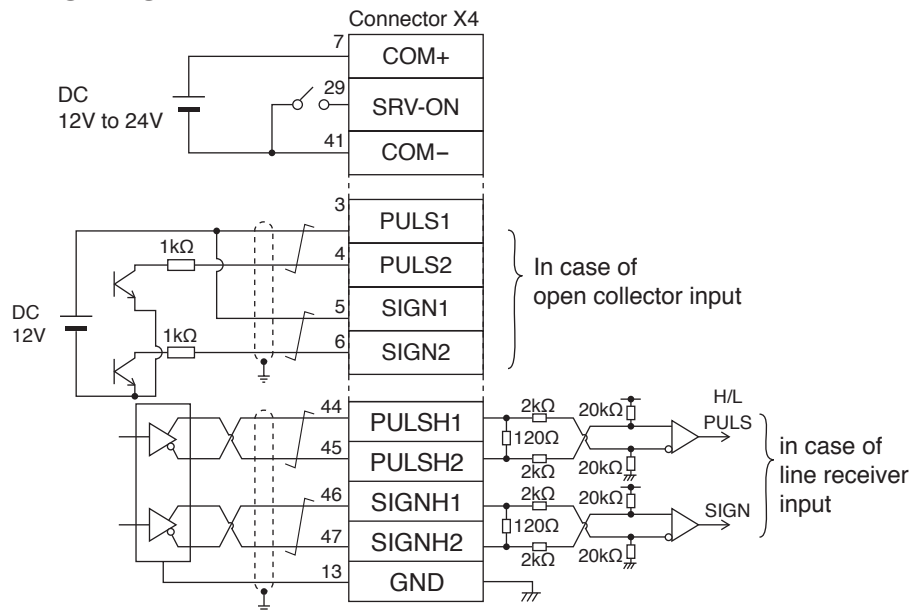 Connector X4
7
COM+
DC
12V to 24V
29
SRV-ON
41
COM−
3
PULS1
1kΩ
4
PULS2
In case of
open collector input
DC
12V
5
SIGN1
1kΩ
6
SIGN2
44
PULSH1
2kΩ
20kΩ
H/L
PULS
120Ω
45
PULSH2
2kΩ
20kΩ
in case of
line receiver
input
46
SIGNH1
2kΩ
20kΩ
SIGN
120Ω
47
SIGNH2
2kΩ
20kΩ
13
GND